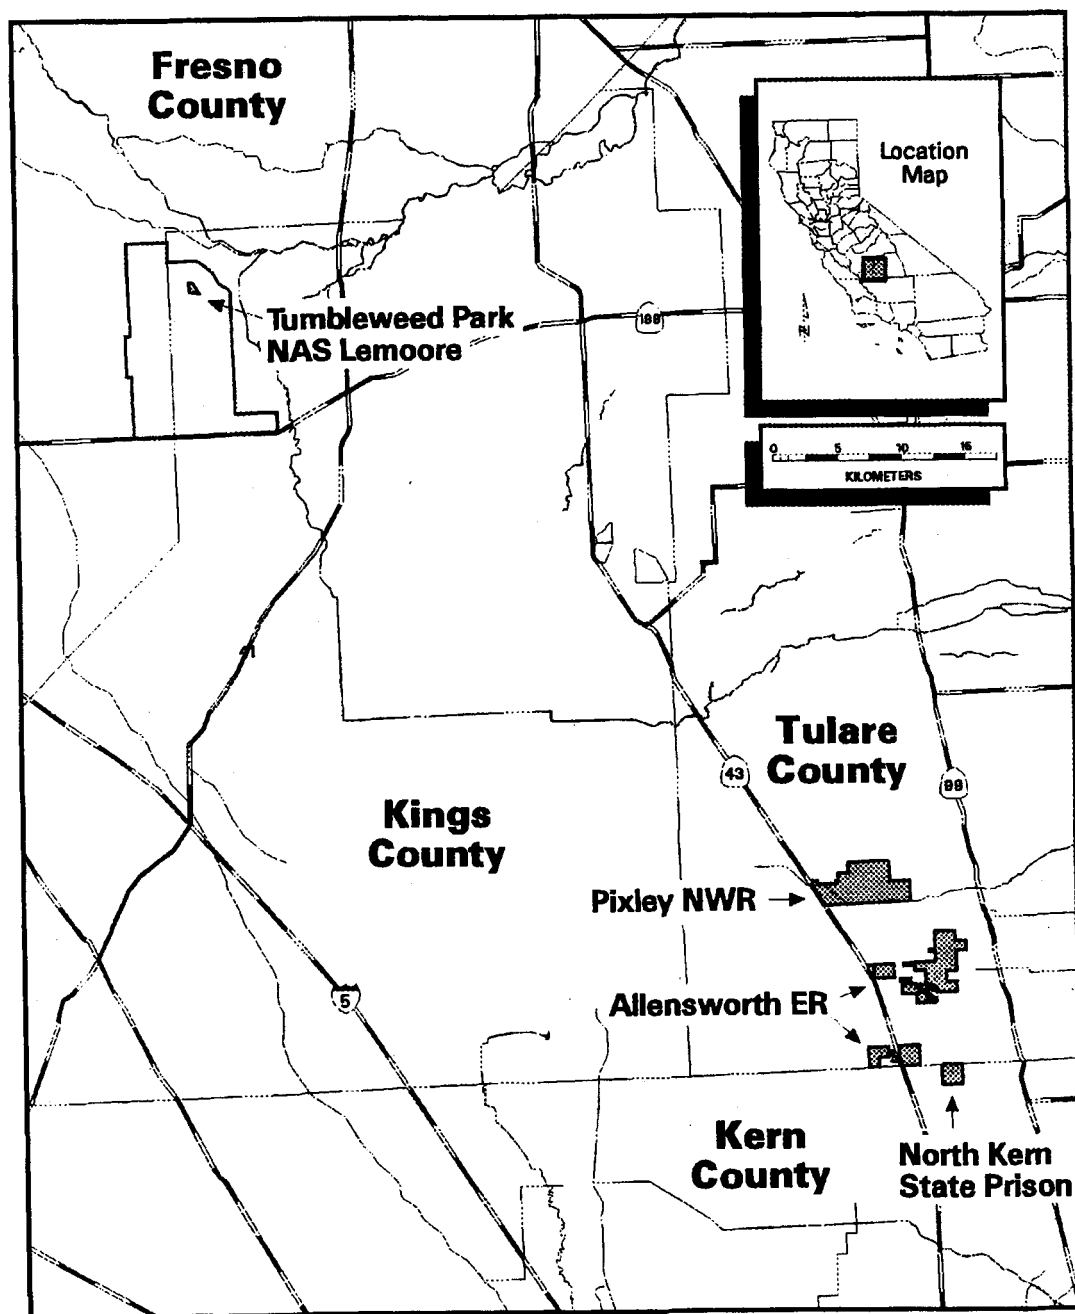 Fresno
County
Location
Map
Tumbleweed Park
NAS Lemoore
198
0 5 10 15
KILOMETERS
N
41
Tulare
County
43
99
Kings
County
Pixley NWR
5
Allensworth ER
Kern
County
North Kern
State Prison